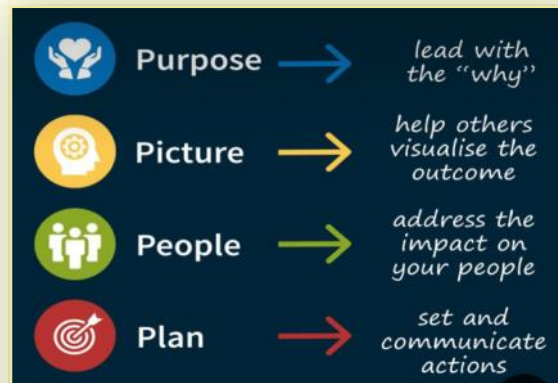 Purpose
lead with
the “why”
Picture
help others
visualise the
outcome
People
address the
impact on
your people
Plan
set and
communicate
actions